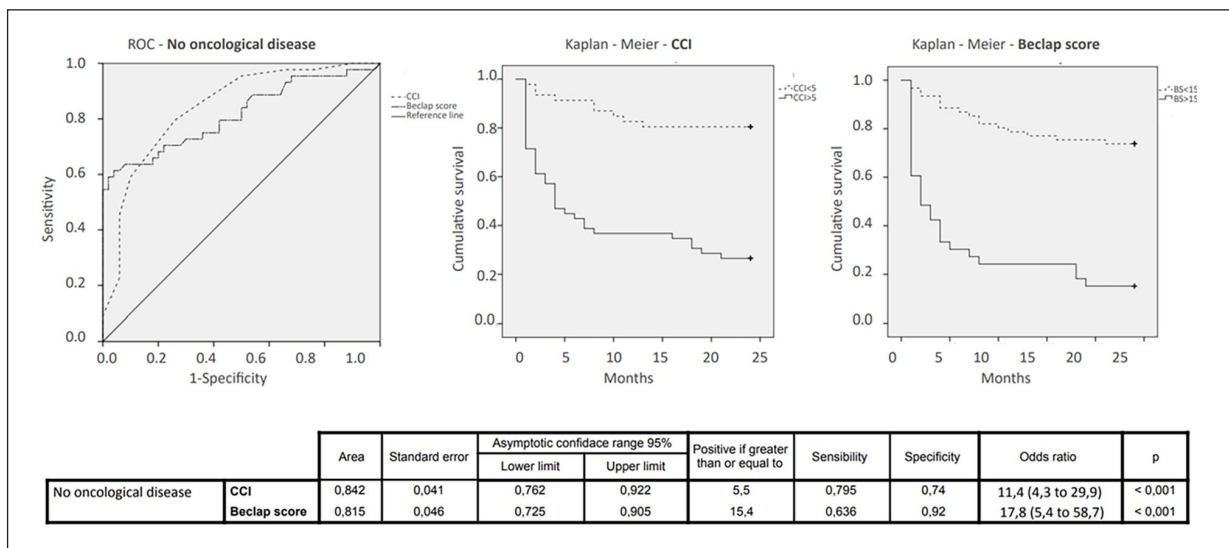 ROC - No oncological disease
1.0
0.8
0.6
0.4
0.2
0.0
Sensitivity
0.0 0.2 0.4 0.6 0.8 1.0
1-Specificity
CCI
Beclap score
Reference line
Kaplan - Meier - CCI
1.0
0.8
0.6
0.4
0.2
0.0
Cumulative survival
0 5 10 15 20 25
Months
CCI<5
CCI>5
Kaplan - Meier - Beclap score
1.0
0.8
0.6
0.4
0.2
0.0
Cumulative survival
0 5 10 15 20 25
Months
BS<15
BS>15
Area Standard error Asymptotic confidace range 95% Positive if greater than or equal to Sensibility Specificity Odds ratio p
Lower limit Upper limit
No oncological disease CCI 0,842 0,041 0,762 0,922 5,5 0,795 0,74 11,4 (4,3 to 29,9) < 0,001
Beclap score 0,815 0,046 0,725 0,905 15,4 0,636 0,92 17,8 (5,4 to 58,7) < 0,001